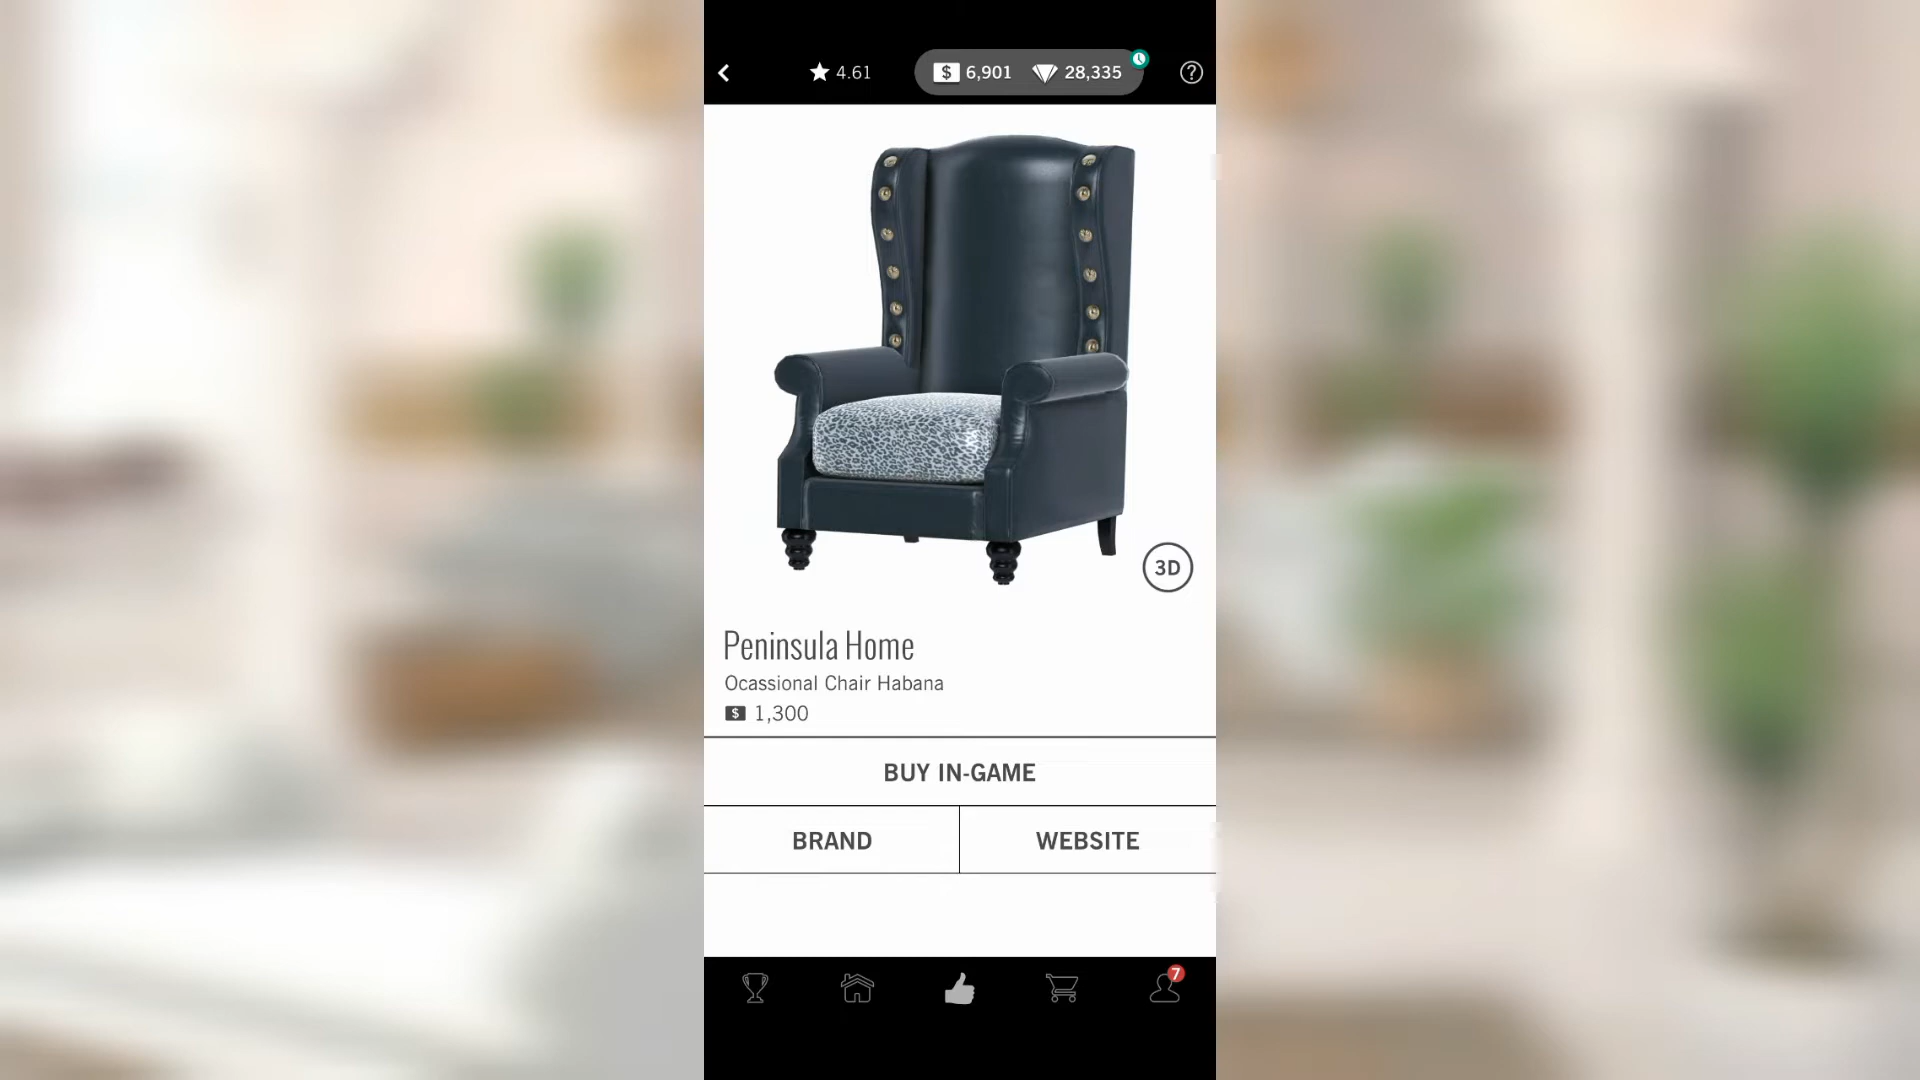 4.61 $ 6,901 28,335 ?
3D
Peninsula Home
Ocassional Chair Habana
$ 1,300
BUY IN-GAME
BRAND WEBSITE
7